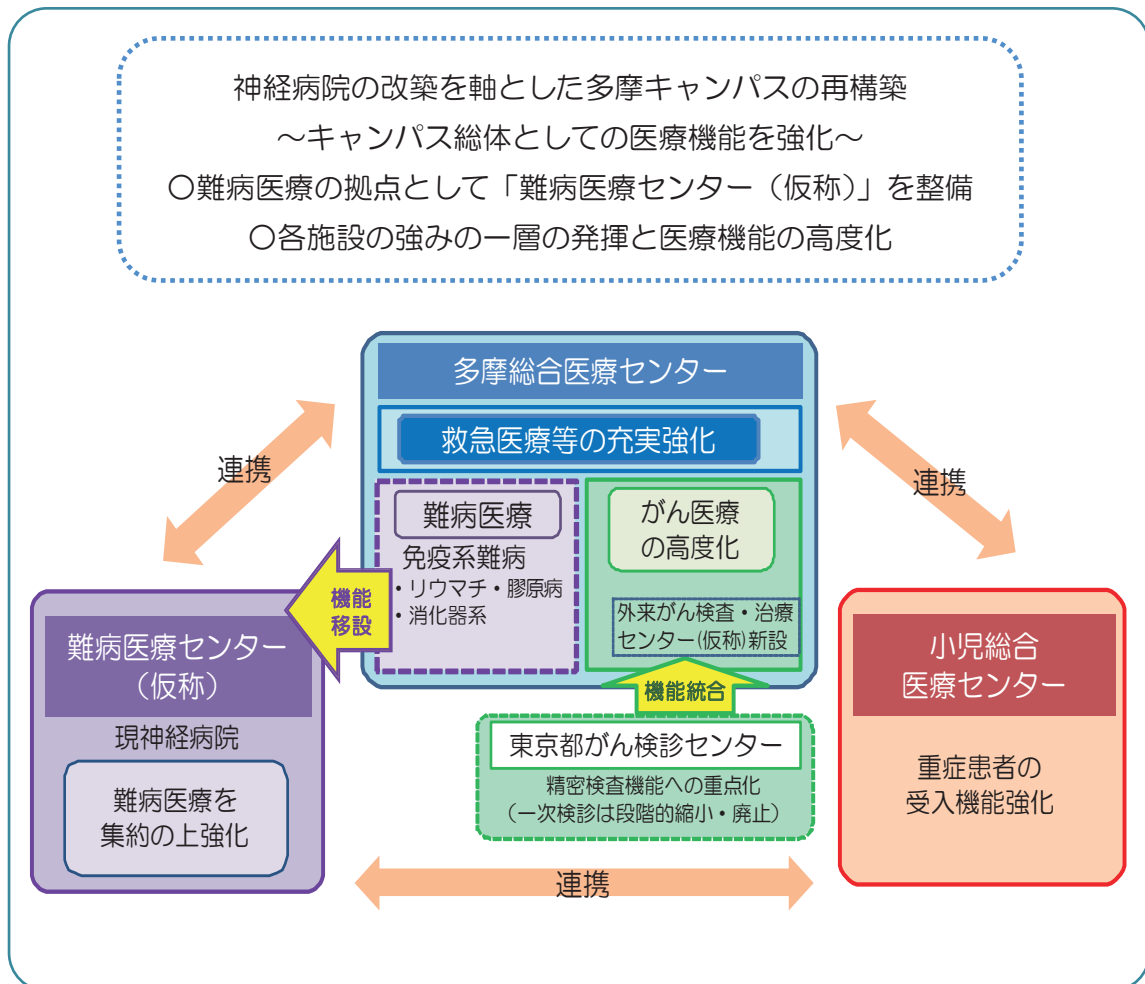 神経病院の改築を軸とした多摩キャンパスの再構築
～キャンパス総体としての医療機能を強化～
〇難病医療の拠点として「難病医療センター（仮称）」を整備
〇各施設の強みの一層の発揮と医療機能の高度化
多摩総合医療センター
救急医療等の充実強化
連携
連携
難病医療
免疫系難病
・リウマチ・膠原病
・消化器系
がん医療
の高度化
外来がん検査・治療
センター(仮称)新設
機能
移設
機能統合
難病医療センター
（仮称）
現神経病院
難病医療を
集約の上強化
東京都がん検診センター
精密検査機能への重点化
（一次検診は段階的縮小・廃止）
小児総合
医療センター
重症患者の
受入機能強化
連携